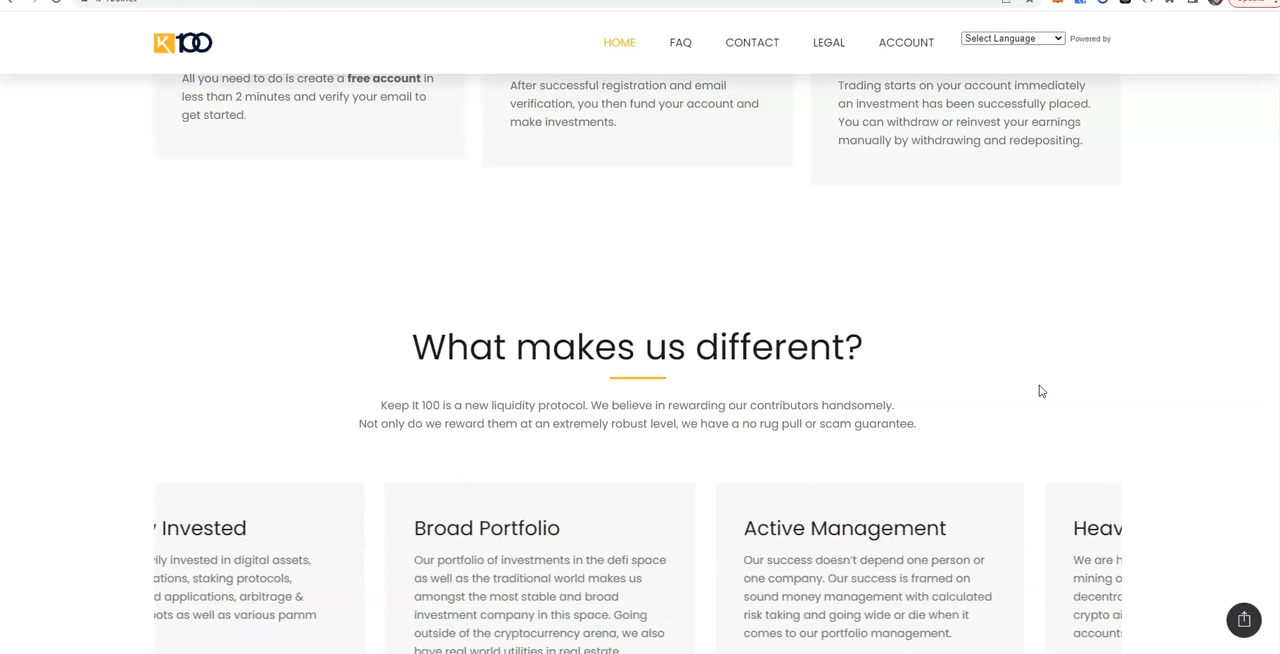 K100
HOME
FAQ
CONTACT
LEGAL
ACCOUNT
Select Language
Powered by
All you need to do is create a free account in
less than 2 minutes and verify your email to
get started.
After successful registration and email
verification, you then fund your account and
make investments.
Trading starts on your account immediately
an investment has been successfully placed.
You can withdraw or reinvest your earnings
manually by withdrawing and redepositing.
What makes us different?
Keep It 100 is a new liquidity protocol. We believe in rewarding our contributors handsomely.
Not only do we reward them at an extremely robust level, we have a no rug pull or scam guarantee.
Invested
invested in digital assets,
staking protocols,
applications, arbitrage &
as well as various pamm
Broad Portfolio
Our portfolio of investments in the defi space
as well as the traditional world makes us
amongst the most stable and broad
investment company in this space. Going
outside of the cryptocurrency arena, we also
have real world utilities in real estate
Active Management
Our success doesn't depend one person or
one company. Our success is framed on
sound money management with calculated
risk taking and going wide or die when it
comes to our portfolio management.
We are
mining
crypto